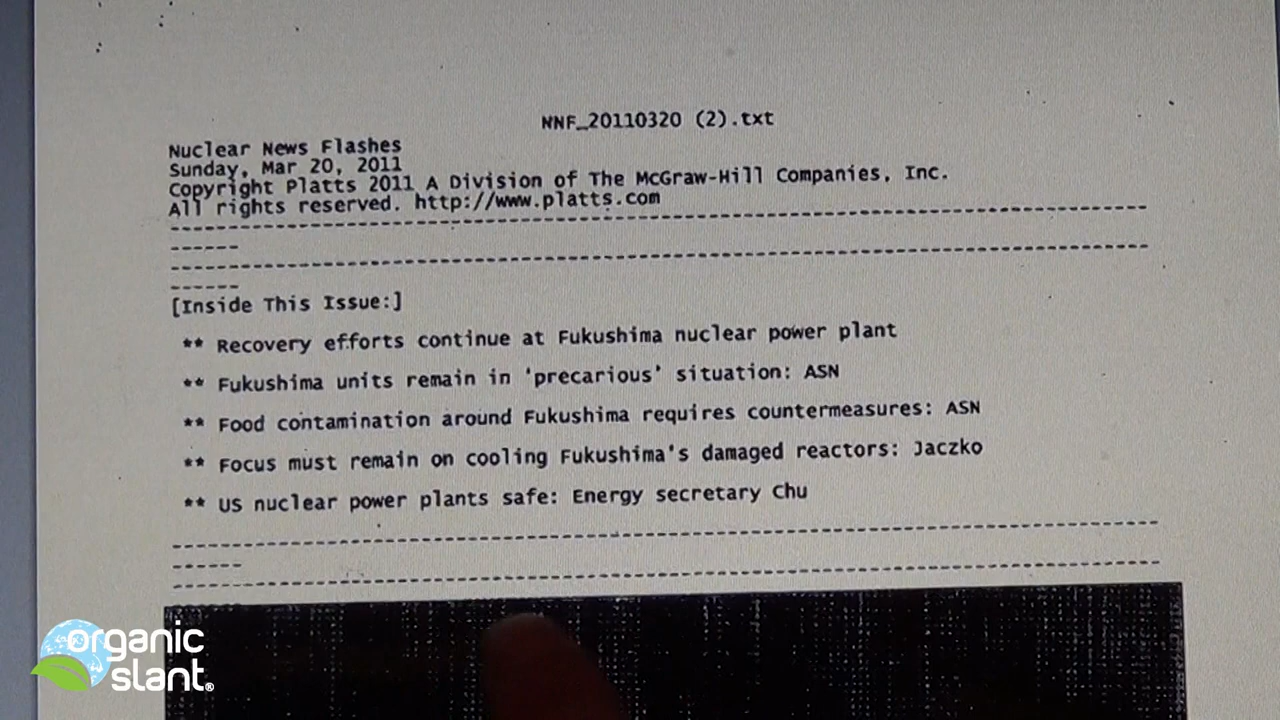 NNF_20110320 (2).txt
Nuclear News Flashes
Sunday, Mar 20, 2011
Copyright Platts 2011 A Division of The McGraw-Hill Companies, Inc.
All rights reserved. http://www.platts.com
--------------------------------------------------------------------------------
------
--------------------------------------------------------------------------------
------
[Inside This Issue:]
** Recovery efforts continue at Fukushima nuclear power plant
** Fukushima units remain in 'precarious' situation: ASN
** Food contamination around Fukushima requires countermeasures: ASN
** Focus must remain on cooling Fukushima's damaged reactors: Jaczko
** US nuclear power plants safe: Energy secretary Chu
--------------------------------------------------------------------------------
------
--------------------------------------------------------------------------------
organic
slant®